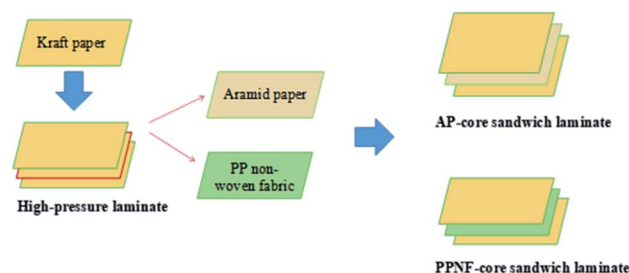 Kraft paper
Aramid paper
AP-core sandwich laminate
PP non-
woven fabric
High-pressure laminate
PPNF-core sandwich laminate